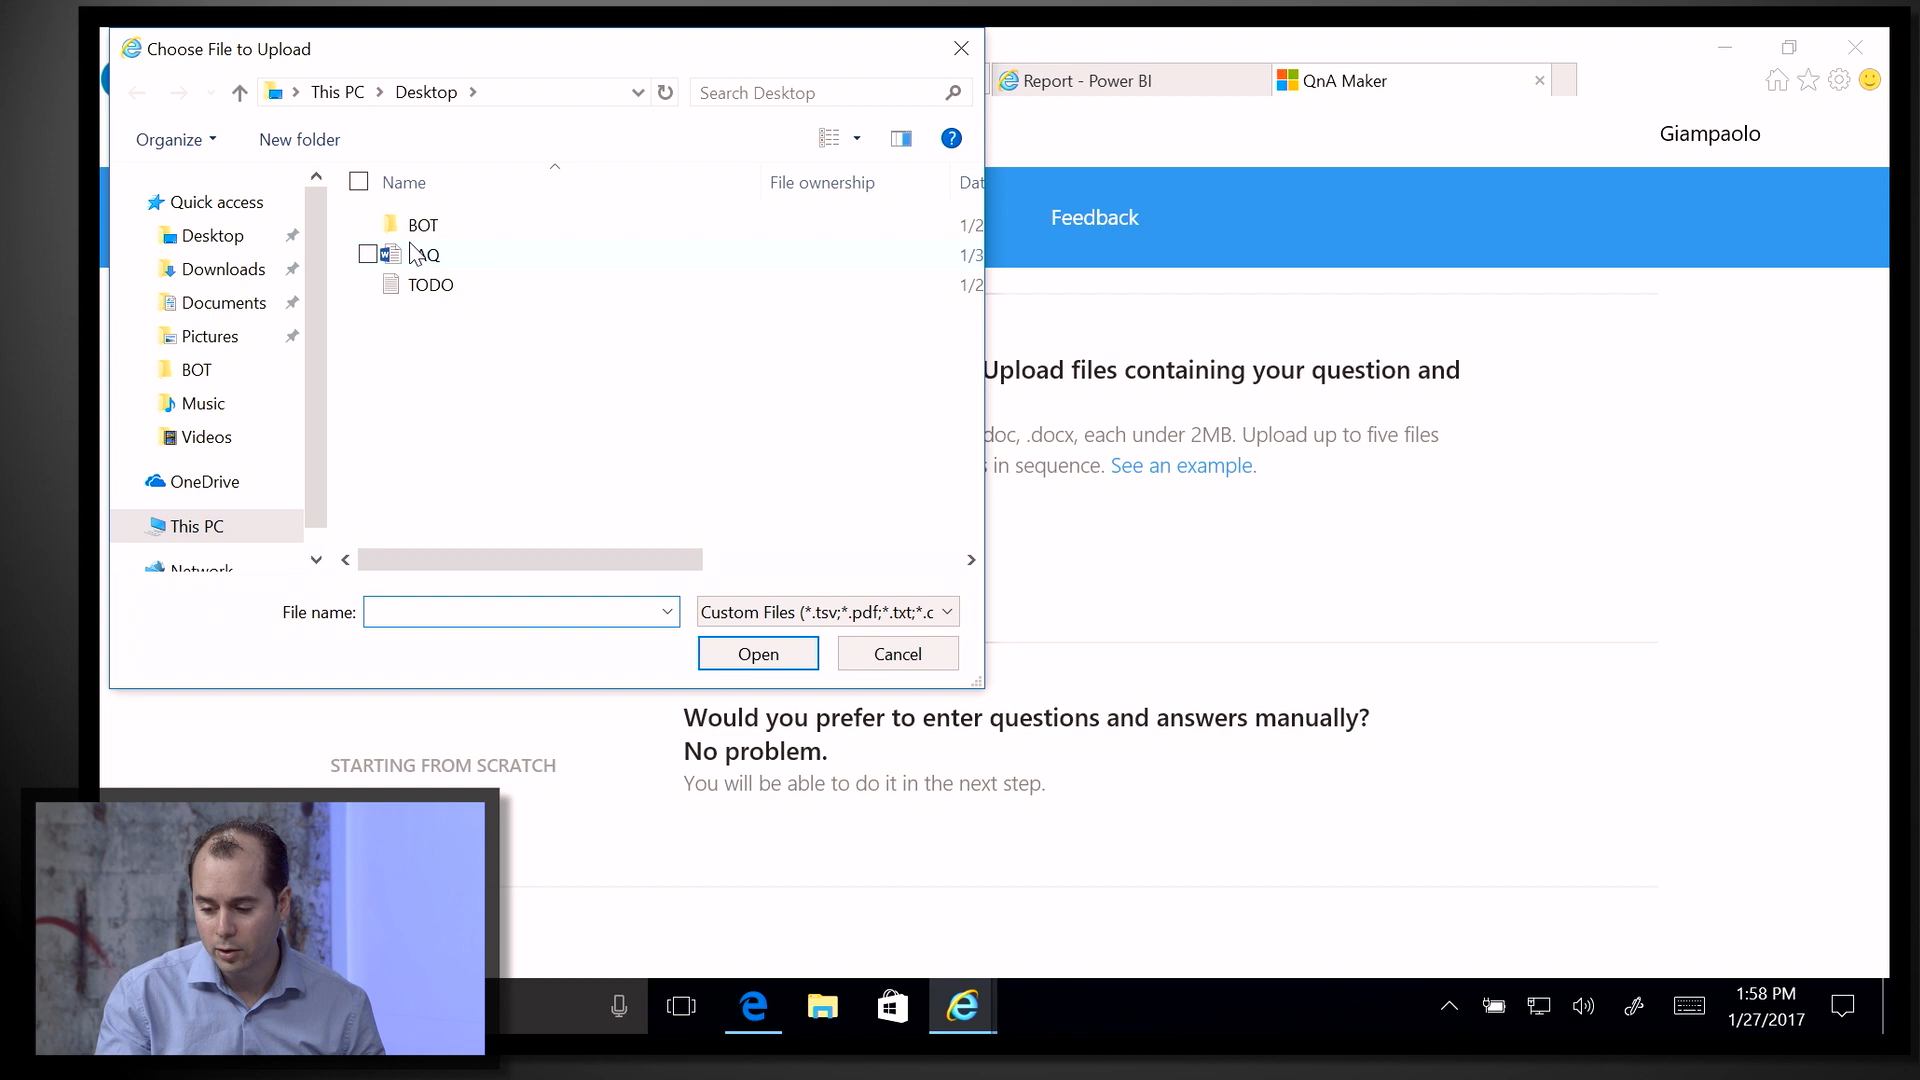 Choose File to Upload
This PC
Desktop
Search Desktop
Report - Power BI
QnA Maker
Organize
New folder
Giampaolo
Name
File ownership
Dat
Quick access
Desktop
Downloads
Documents
Pictures
BOT
Music
Videos
OneDrive
This PC
Network
BOT
1/2
AQ
1/3
TODO
1/2
Feedback
Upload files containing your question and
doc, .docx, each under 2MB. Upload up to five files
s in sequence. See an example.
File name:
Custom Files (*.tsv;*.pdf;*.txt;*.c
Open
Cancel
Would you prefer to enter questions and answers manually?
No problem.
STARTING FROM SCRATCH
You will be able to do it in the next step.
1:58 PM
1/27/2017